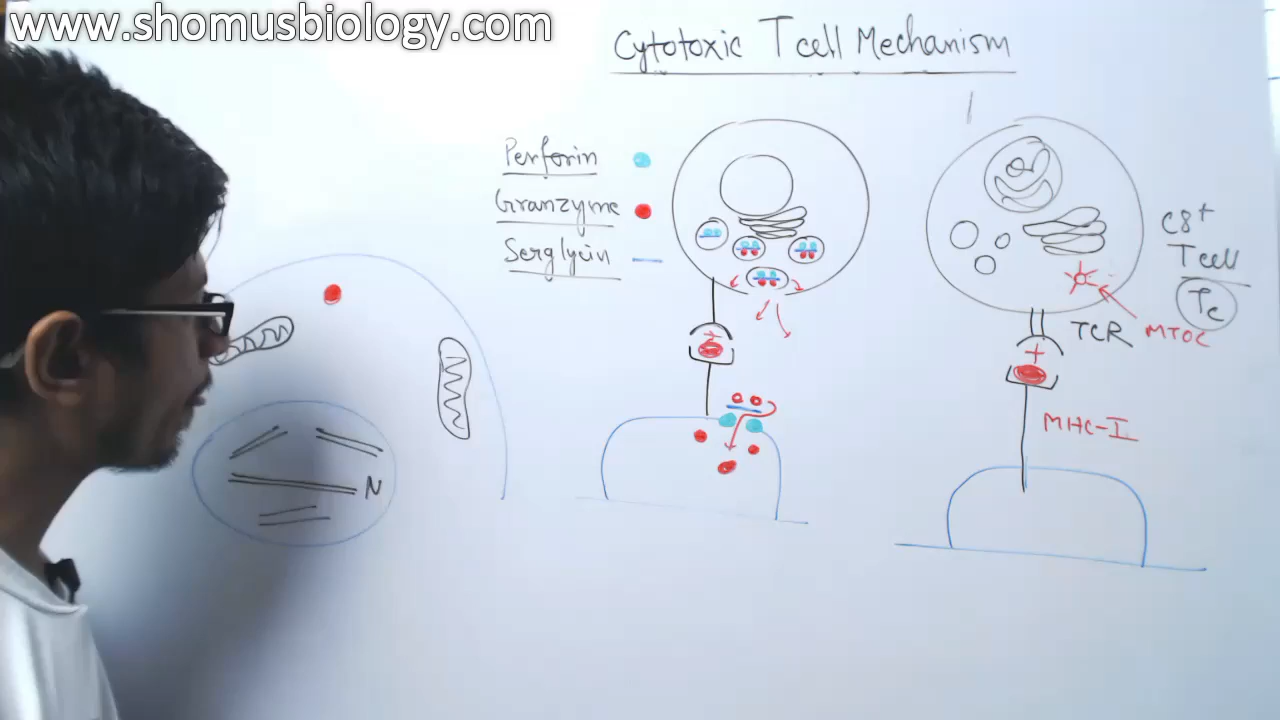 www.shomusbiology.com
Cytotoxic T cell Mechanism
Perforin
Granzyme
Serglycin
C8+
T cell
Tc
TCR
MTOC
MHC-I
N